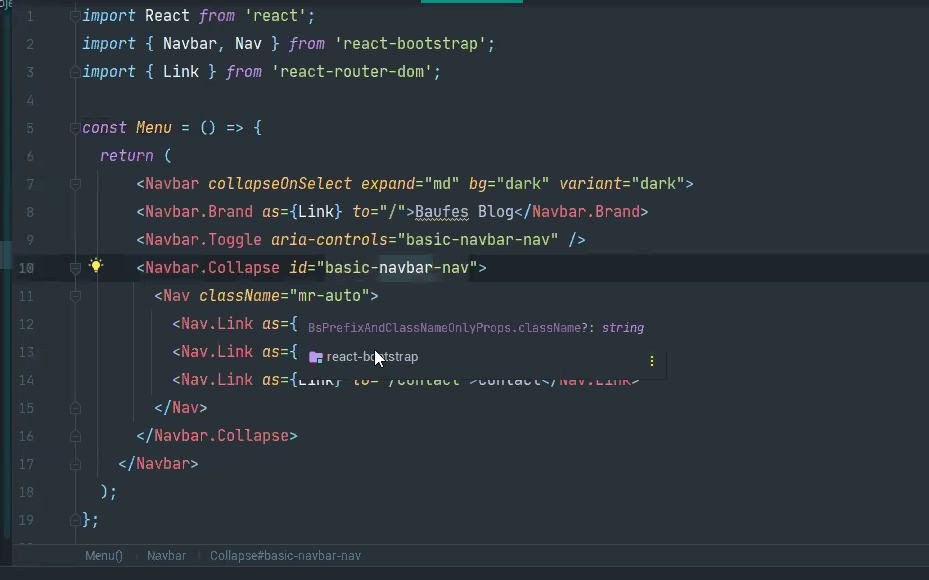 1 import React from 'react';
2 import { Navbar, Nav } from 'react-bootstrap';
3 import { Link } from 'react-router-dom';
4
5 const Menu = () => {
6 return (
7 <Navbar collapseOnSelect expand="md" bg="dark" variant="dark">
8 <Navbar.Brand as={Link} to="/">Baufes Blog</Navbar.Brand>
9 <Navbar.Toggle aria-controls="basic-navbar-nav" />
10 <Navbar.Collapse id="basic-navbar-nav">
11 <Nav className="mr-auto">
12 <Nav.Link as={
BsPrefixAndClassNameOnlyProps.className?: string
13 <Nav.Link as={
react-bootstrap
14 <Nav.Link as={Link} to="/contact">contact</Nav.Link>
15 </Nav>
16 </Navbar.Collapse>
17 </Navbar>
18 );
19 };
Menu() Navbar Collapse#basic-navbar-nav